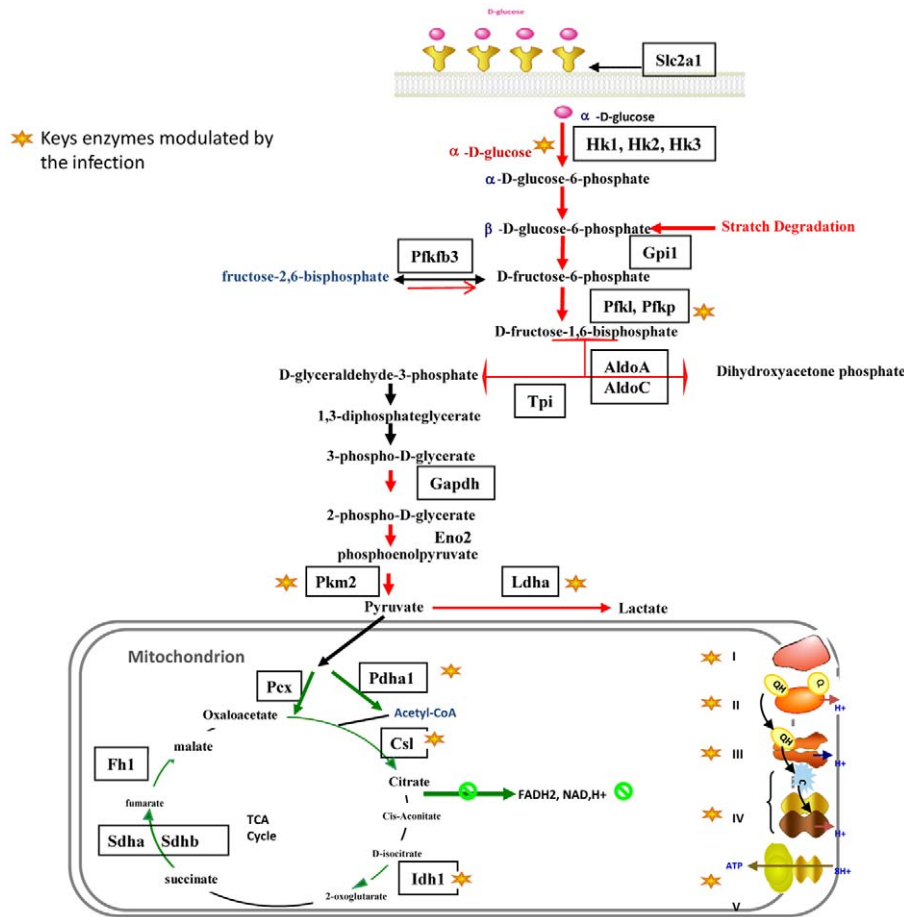 D-glucose
Slc2a1
α -D-glucose
Keys enzymes modulated by
the infection
Hk1, Hk2, Hk3
α -D-glucose
α-D-glucose-6-phosphate
β -D-glucose-6-phosphate
Stratch Degradation
Gpi1
Pfkfb3
fructose-2,6-bisphosphate
D-fructose-6-phosphate
Pfkl, Pfkp
D-fructose-1,6-bisphosphate
AldoA
AldoC
D-glyceraldehyde-3-phosphate
Dihydroxyacetone phosphate
Tpi
1,3-diphosphateglycerate
3-phospho-D-glycerate
Gapdh
2-phospho-D-glycerate
Eno2
phosphoenolpyruvate
Pkm2
Ldha
Pyruvate
Lactate
Mitochondrion
I
Pcx
Pdha1
QH
Q
Oxaloacetate
Acetyl-CoA
II
H+
malate
Csl
QH
III
H+
Fh1
Citrate
C
FADH2, NAD,H+
fumarate
Cis-Aconitate
IV
TCA
Cycle
H+
Sdha Sdhb
D-isocitrate
succinate
Idh1
ATP
8H+
2-oxoglutarate
V